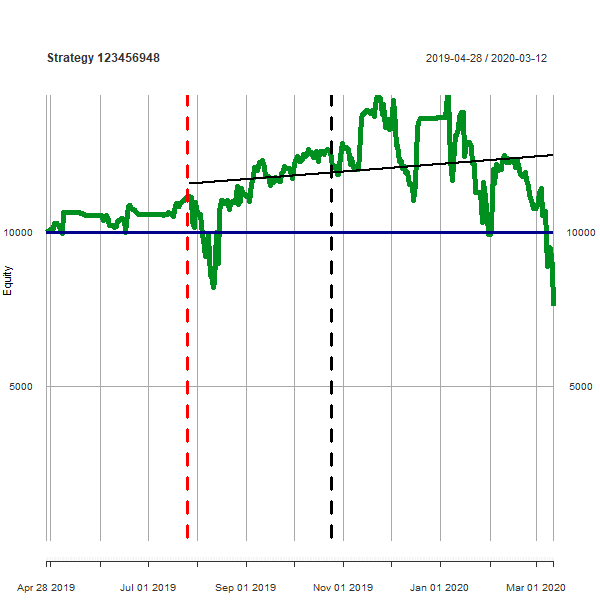 Strategy 123456948 2019-04-28 / 2020-03-12
10000 10000
Equity
5000 5000
Apr 28 2019 Jul 01 2019 Sep 01 2019 Nov 01 2019 Jan 01 2020 Mar 01 2020